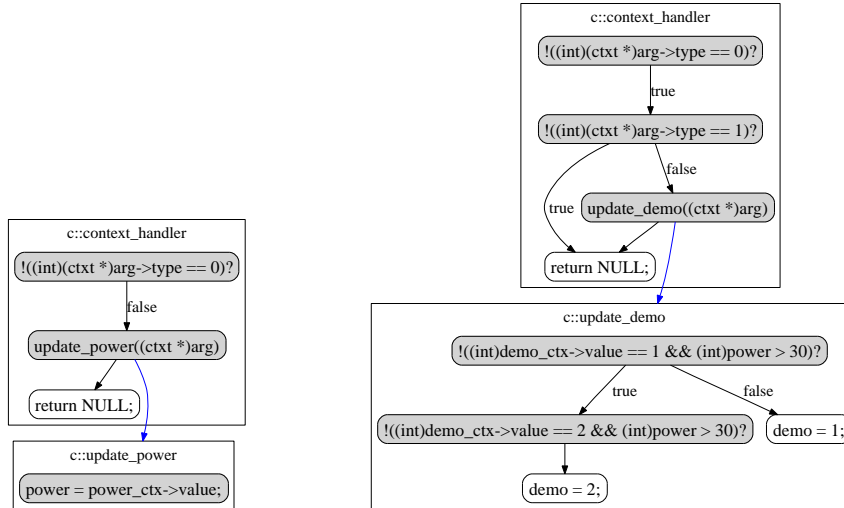 c::context_handler
!((int)(ctxt *)arg->type == 0)?
false
update_power((ctxt *)arg)
return NULL;
c::update_power
power = power_ctx->value;
c::context_handler
!((int)(ctxt *)arg->type == 0)?
true
!((int)(ctxt *)arg->type == 1)?
false
true
update_demo((ctxt *)arg)
return NULL;
c::update_demo
!((int)demo_ctx->value == 1 && (int)power > 30)?
true
false
!((int)demo_ctx->value == 2 && (int)power > 30)?
demo = 1;
demo = 2;